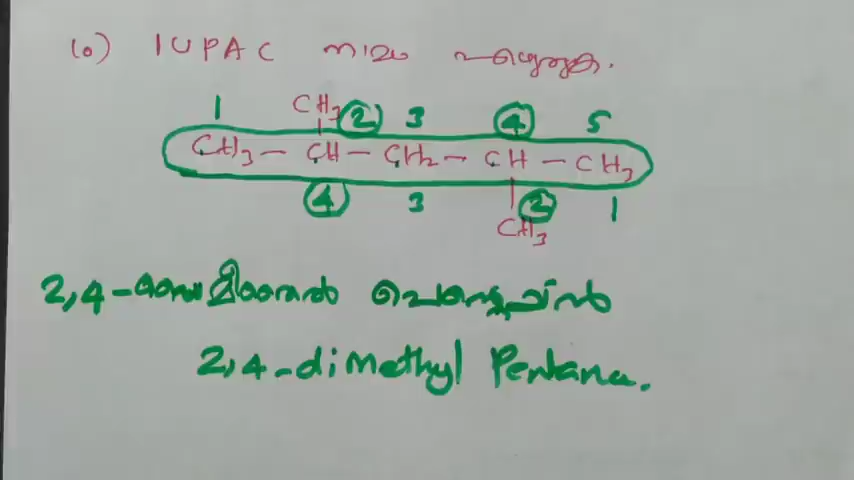 (0) IUPAC നാമം എഴുതുക.
1 CH3 2 3 4 5
CH3 – CH – CH2 – CH – CH3
4 3 2 1
CH3
2,4-ഡൈമീഥൈൽ പെന്റെയ്ൻ
2,4-dimethyl Pentane.